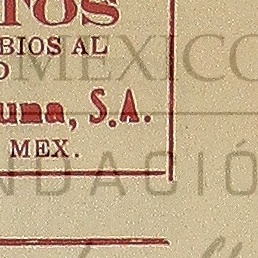 TOS
BIOS AL
MEXICO
una, S.A.
MEX.
NDACIÓ